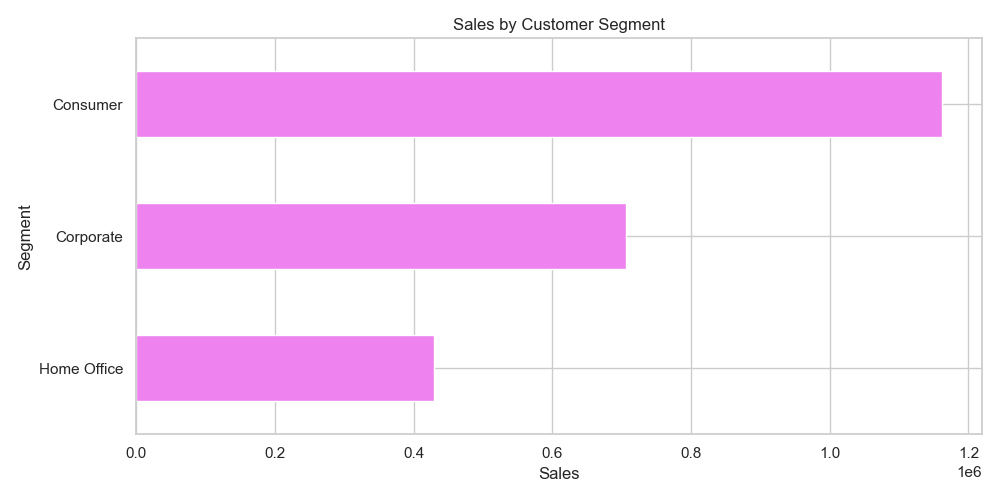 Sales by Customer Segment
Consumer
Corporate
Home Office
Segment
0.0 0.2 0.4 0.6 0.8 1.0 1.2
1e6
Sales